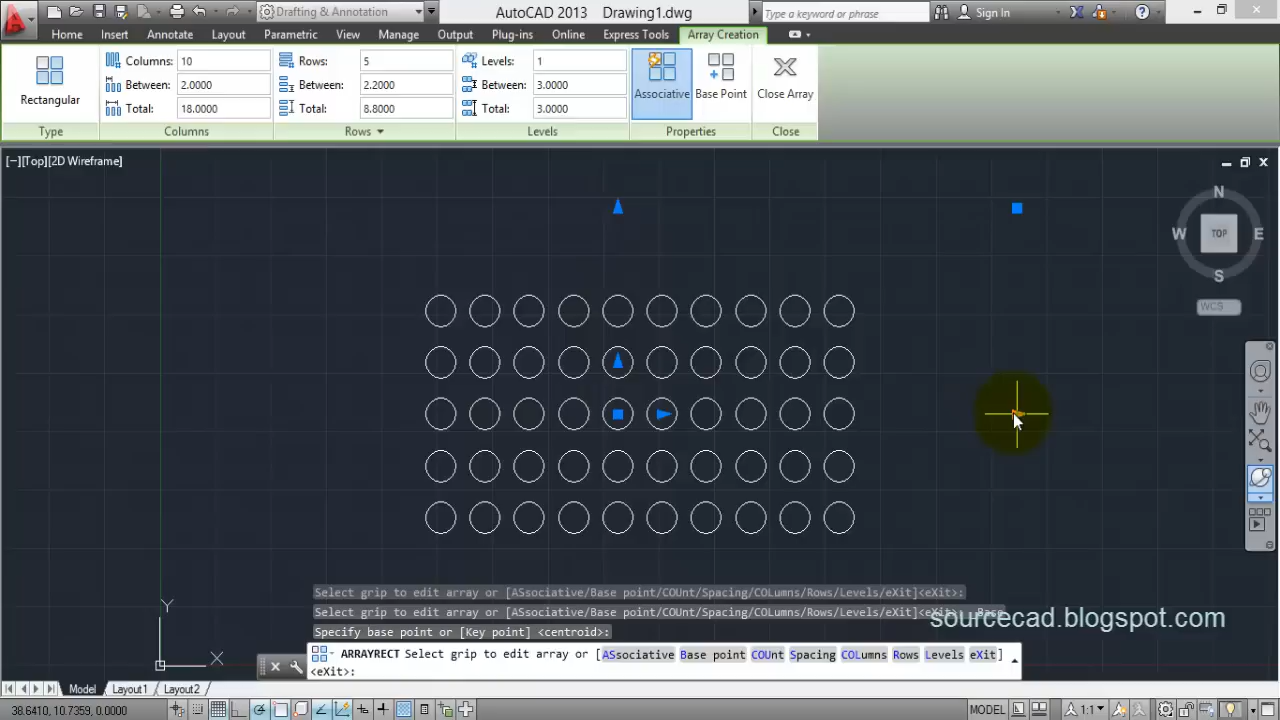 AutoCAD 2013 Drawing1.dwg
Drafting & Annotation
Type a keyword or phrase
Sign In
Home Insert Annotate Layout Parametric View Manage Output Plug-ins Online Express Tools Array Creation
Columns: 10 Rows: 5 Levels: 1
Between: 2.0000 Between: 2.2000 Between: 3.0000
Total: 18.0000 Total: 8.8000 Total: 3.0000
Rectangular Associative Base Point Close Array
Type Columns Rows Levels Properties Close
[−][Top][2D Wireframe]
N
W TOP E
S
WCS
Y
X
Select grip to edit array or [ASsociative/Base point/COUnt/Spacing/COLumns/Rows/Levels/eXit]<eXit>:
Select grip to edit array or [ASsociative/Base point/COUnt/Spacing/COLumns/Rows/Levels/eXit]<eXit>: _Base
sourcecad.blogspot.com
Specify base point or [Key point] <centroid>:
ARRAYRECT Select grip to edit array or [ASsociative Base point COUnt Spacing COLumns Rows Levels eXit]
<eXit>:
Model Layout1 Layout2
38.6410, 10.7359, 0.0000
MODEL
1:1